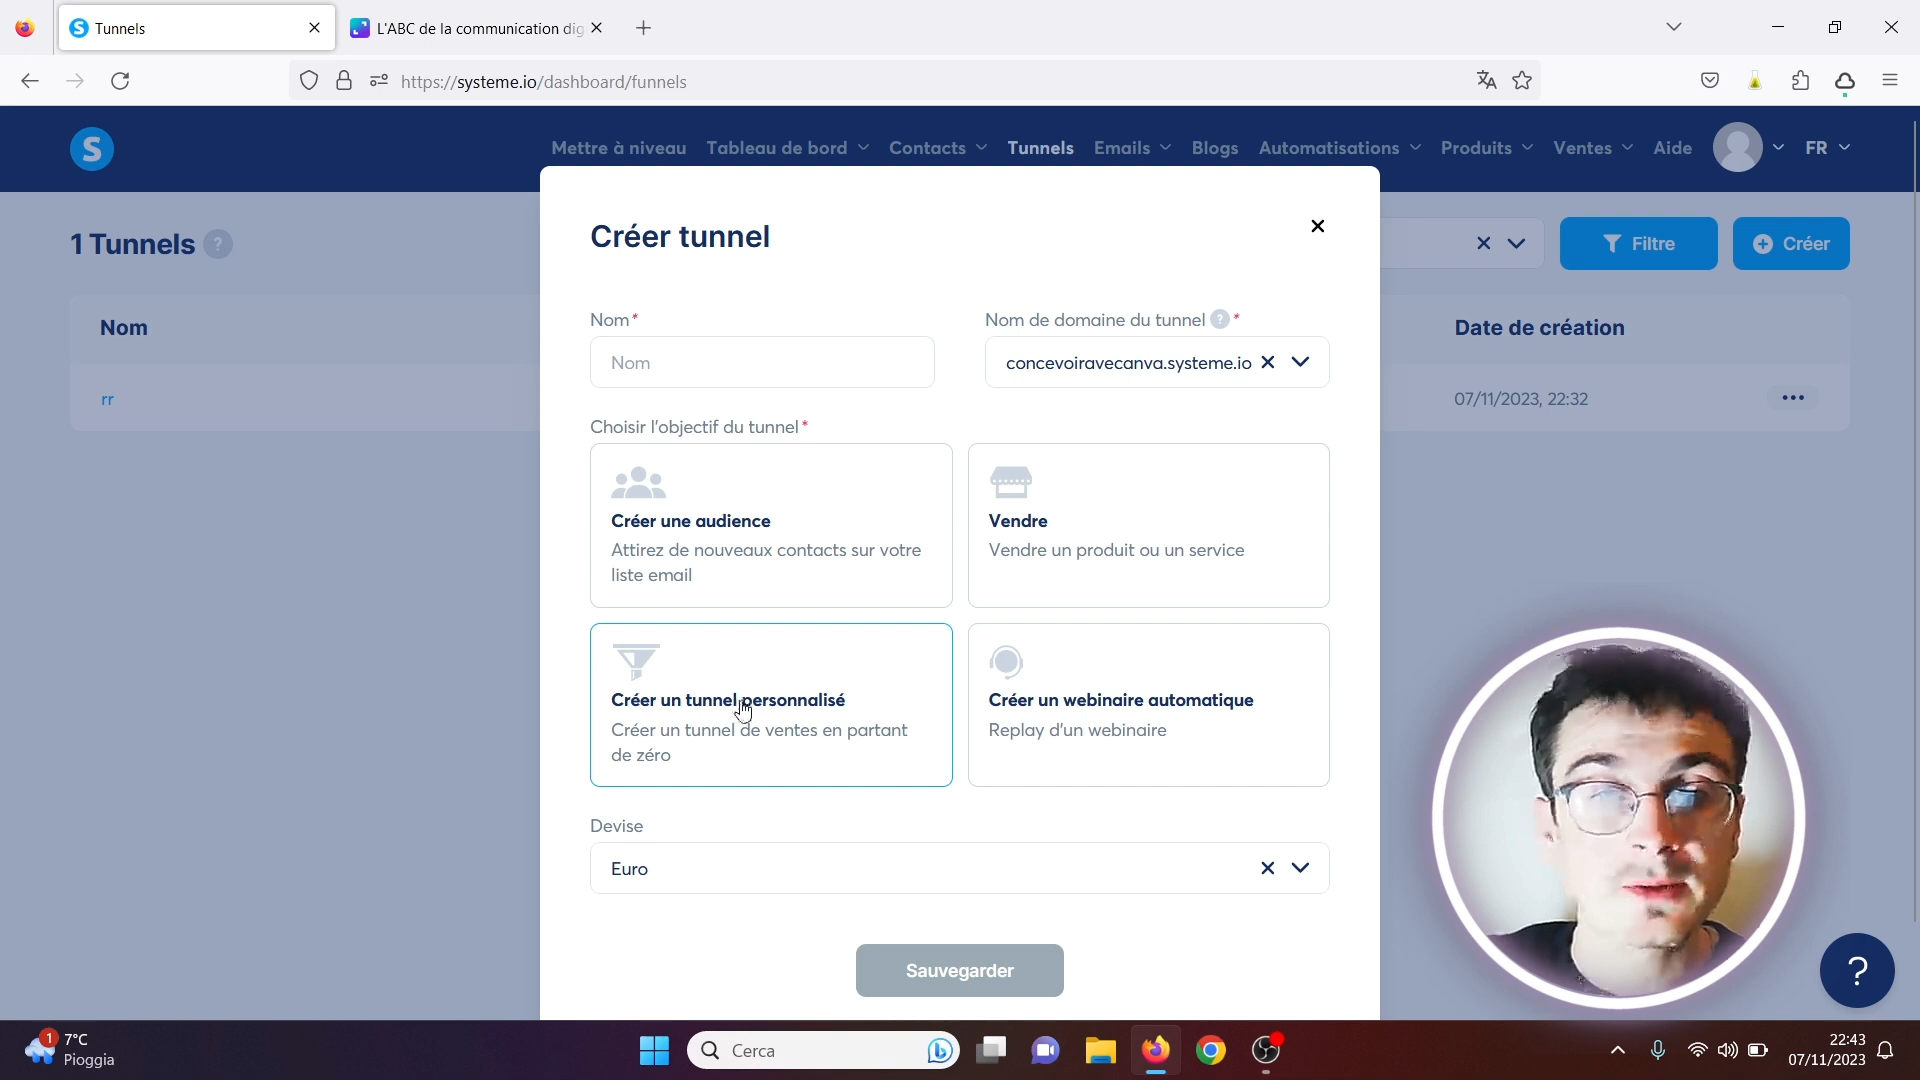 Tunnels
L'ABC de la communication dig
https://systeme.io/dashboard/funnels
S
Mettre à niveau
Tableau de bord
Contacts
Tunnels
Emails
Blogs
Automatisations
Produits
Ventes
Aide
FR
1 Tunnels ?
Filtre
Créer
Nom
Date de création
rr
07/11/2023, 22:32
Créer tunnel
Nom*
Nom de domaine du tunnel ? *
Nom
concevoiravecanva.systeme.io
Choisir l'objectif du tunnel*
Créer une audience
Attirez de nouveaux contacts sur votre
liste email
Vendre
Vendre un produit ou un service
Créer un tunnel personnalisé
Créer un tunnel de ventes en partant
de zéro
Créer un webinaire automatique
Replay d'un webinaire
Devise
Euro
Sauvegarder
?
1
7°C
Pioggia
Cerca
22:43
07/11/2023